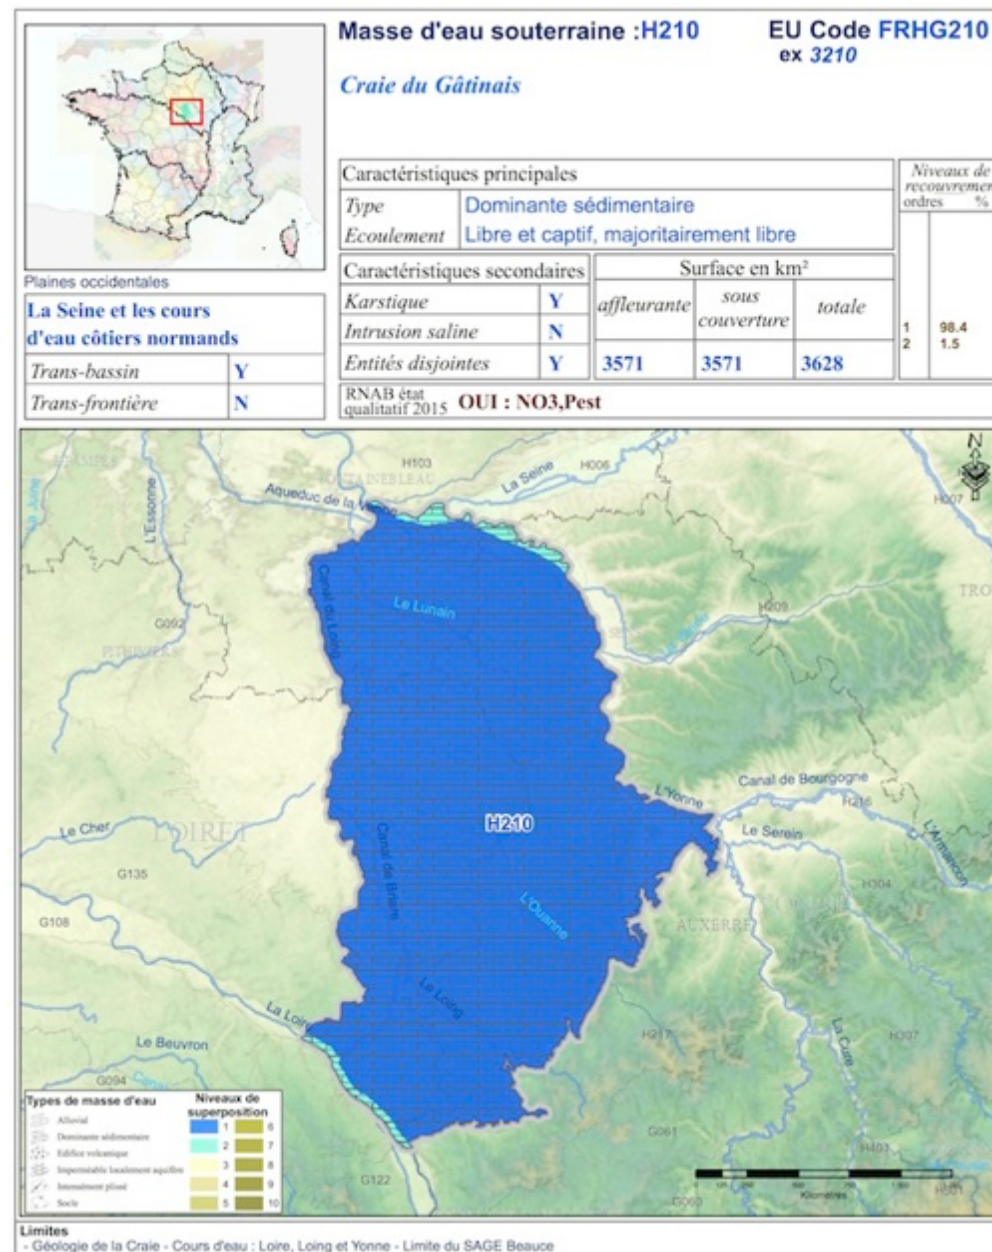 Masse d'eau souterraine :H210
EU Code FRHG210
ex 3210
Craie du Gâtinais
Plaines occidentales
La Seine et les cours
d'eau côtiers normands
Trans-bassin Y
Trans-frontière N
Caractéristiques principales
Type Dominante sédimentaire
Ecoulement Libre et captif, majoritairement libre
Caractéristiques secondaires
Karstique Y
Intrusion saline N
Entités disjointes Y
Surface en km²
affleurante sous couverture totale
3571 3571 3628
Niveaux de
recouvremen
ordres %
1 98.4
2 1.5
RNAB état
qualitatif 2015 OUI : NO3,Pest
N
H103
La Seine
H006
H007
Aqueduc de la
L'Essonne
Canal du Loing
Le Lunain
G092
H209
TRO
Canal de Bourgogne
L'Yonne
H216
Le Serein
L'Armançon
H210
Le Cher
LOIRET
Canal de Briare
G135
G108
L'Ouanne
H304
AUXERRE
Le Loing
La Loire
Le Beuvron
G094
Canal
H217
La Cure
H307
G061
H401
G122
G060
Kilomètres
Types de masse d'eau
Alluvial
Dominante sédimentaire
Edifice volcanique
Imperméable localement aquifère
Intensément plissé
Socle
Niveaux de
superposition
1 6
2 7
3 8
4 9
5 10
Limites
- Géologie de la Craie - Cours d'eau : Loire, Loing et Yonne - Limite du SAGE Beauce